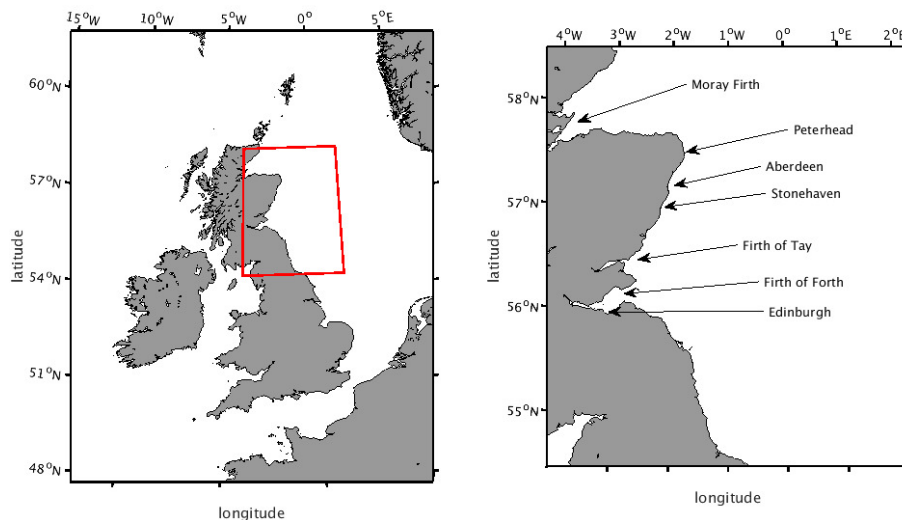 15°W 10°W 5°W 0° 5°E
60°N
57°N
54°N
51°N
48°N
latitude
longitude
4°W 3°W 2°W 1°W 0° 1°E 2°E
58°N
57°N
56°N
55°N
latitude
longitude
Moray Firth
Peterhead
Aberdeen
Stonehaven
Firth of Tay
Firth of Forth
Edinburgh